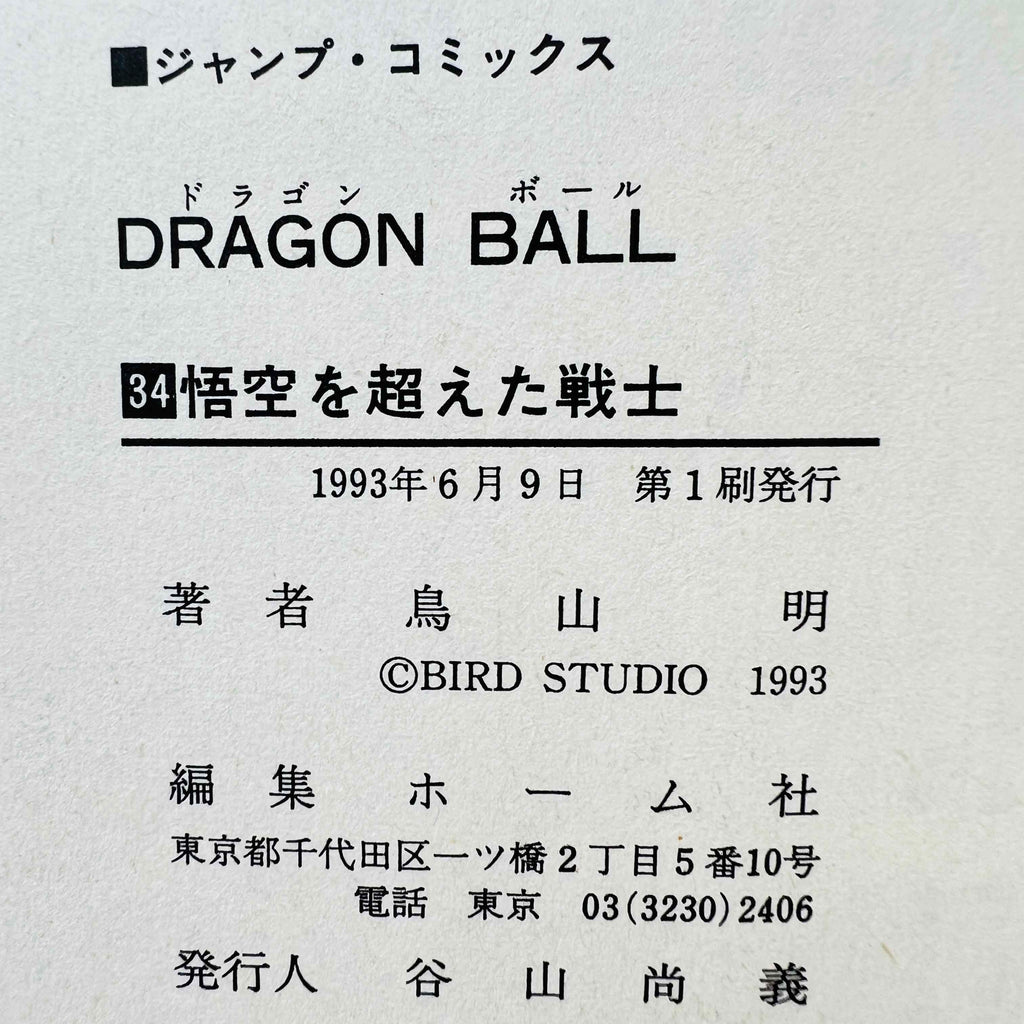 ■ジャンプ・コミックス
ドラゴン ボール
DRAGON BALL
34悟空を超えた戦士
1993年6月9日 第1刷発行
著者 鳥山明
©BIRD STUDIO 1993
編集 ホーム社
東京都千代田区一ツ橋2丁目5番10号
電話 東京 03(3230)2406
発行人 谷山尚義